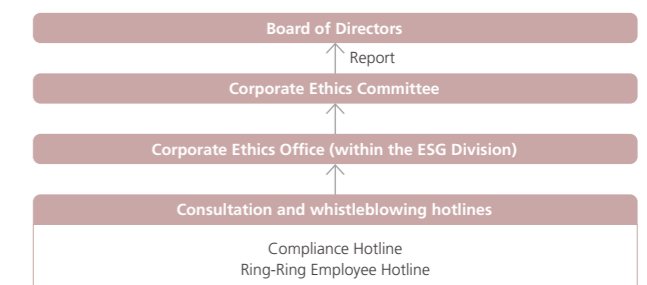 Board of Directors
Report
Corporate Ethics Committee
Corporate Ethics Office (within the ESG Division)
Consultation and whistleblowing hotlines
Compliance Hotline
Ring-Ring Employee Hotline